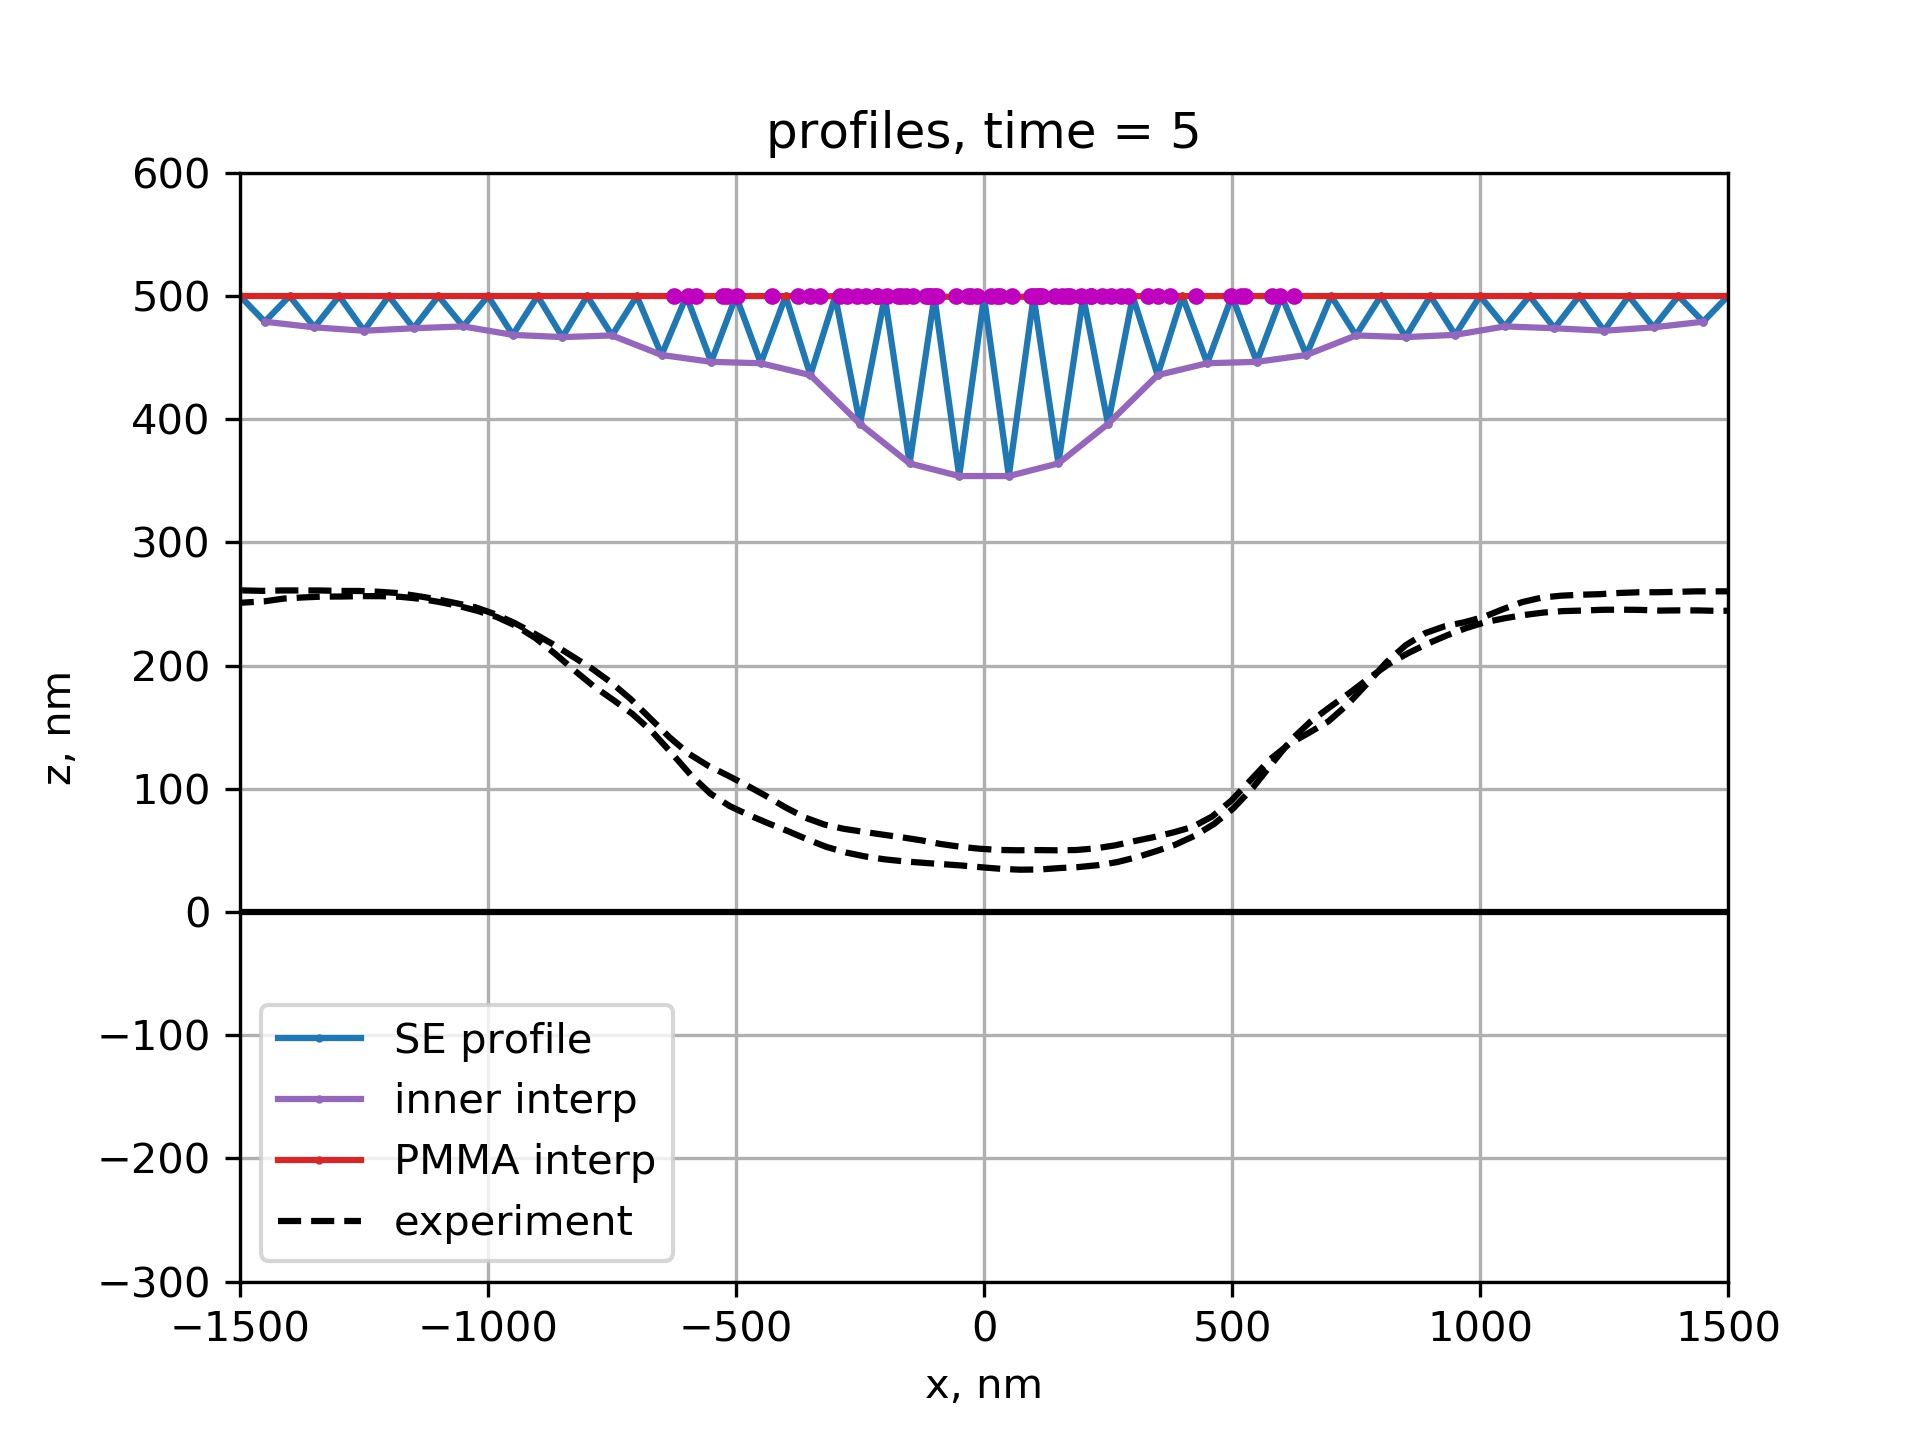 profiles, time = 5
600
500
400
300
200
100
0
−100
−200
−300
z, nm
SE profile
inner interp
PMMA interp
experiment
−1500
−1000
−500
0
500
1000
1500
x, nm